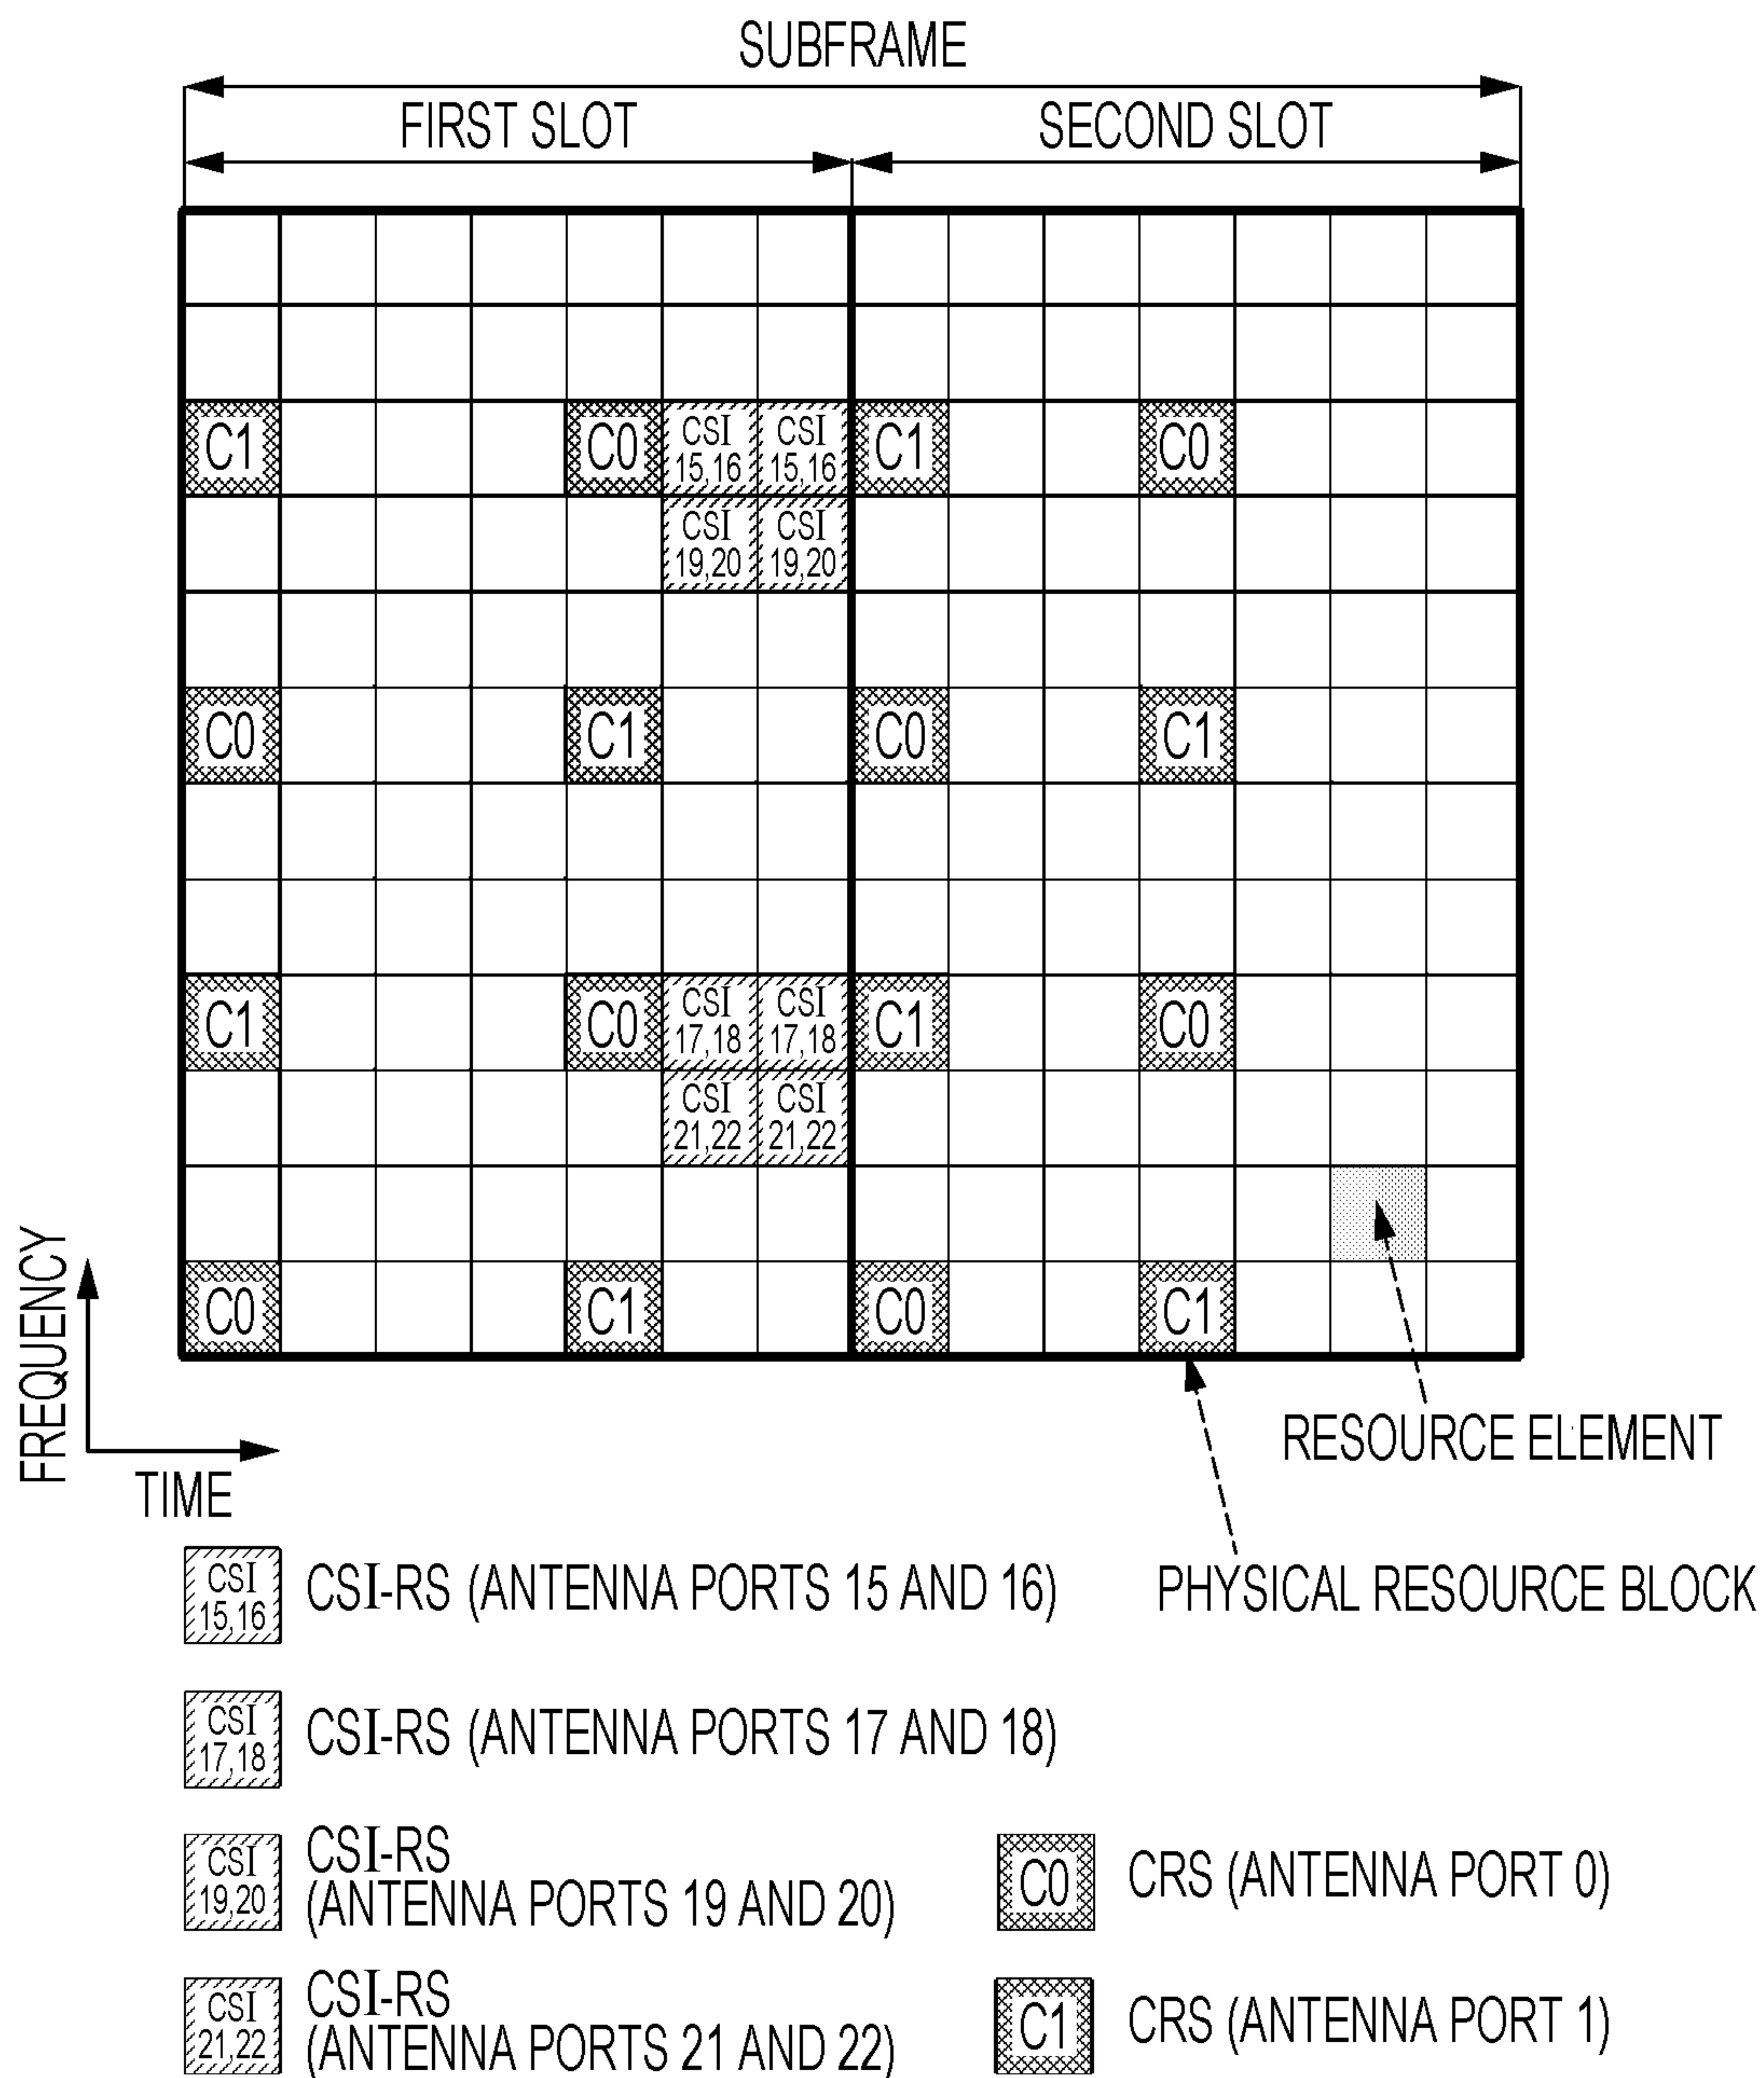 SUBFRAME
FIRST SLOT
SECOND SLOT
C1
C0
CSI
15,16
CSI
15,16
C1
C0
CSI
19,20
CSI
19,20
C0
C1
C0
C1
C1
C0
CSI
17,18
CSI
17,18
C1
C0
CSI
21,22
CSI
21,22
C0
C1
C0
C1
FREQUENCY
TIME
RESOURCE ELEMENT
PHYSICAL RESOURCE BLOCK
CSI
15,16
CSI-RS (ANTENNA PORTS 15 AND 16)
CSI
17,18
CSI-RS (ANTENNA PORTS 17 AND 18)
CSI
19,20
CSI-RS
(ANTENNA PORTS 19 AND 20)
C0
CRS (ANTENNA PORT 0)
CSI
21,22
CSI-RS
(ANTENNA PORTS 21 AND 22)
C1
CRS (ANTENNA PORT 1)